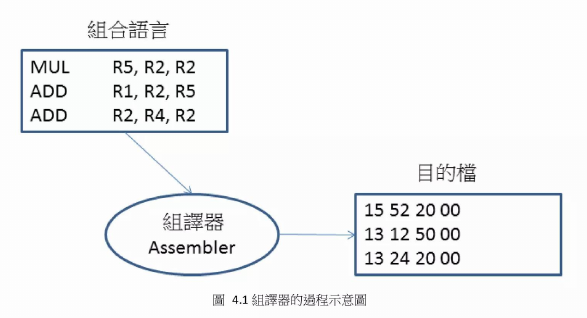 組合語言
MUL R5, R2, R2
ADD R1, R2, R5
ADD R2, R4, R2
組譯器
Assembler
目的檔
15 52 20 00
13 12 50 00
13 24 20 00
圖 4.1 組譯器的過程示意圖